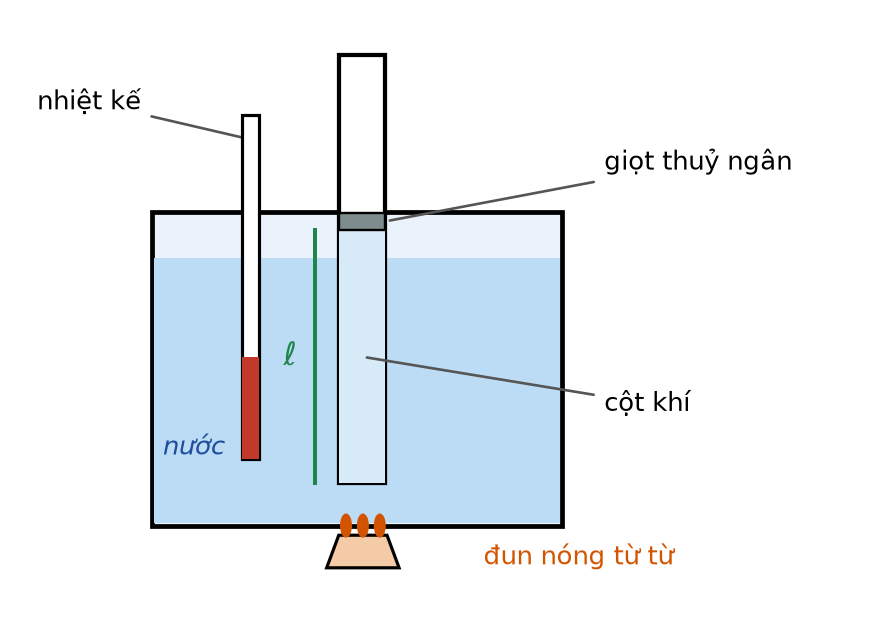 nhiệt kế
giọt thuỷ ngân
ℓ
cột khí
nước
đun nóng từ từ